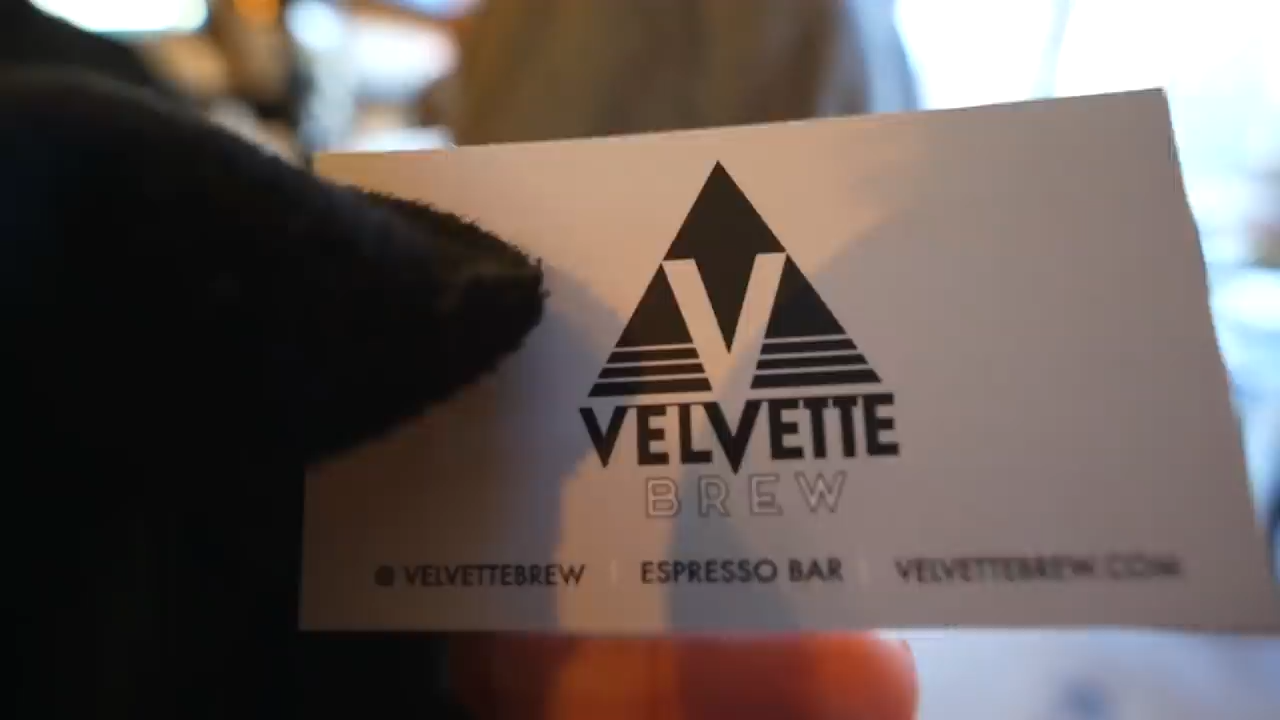 V
VELVETTE
BREW
@ VELVETTEBREW | ESPRESSO BAR | VELVETTEBREW.COM